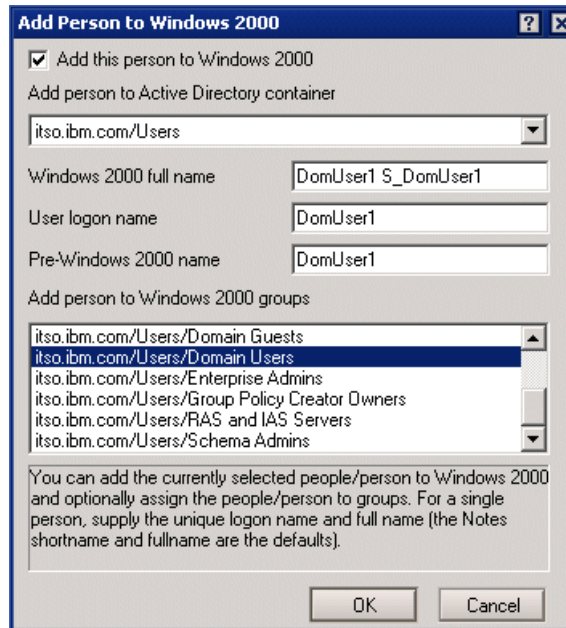 Add Person to Windows 2000
Add this person to Windows 2000
Add person to Active Directory container
itso.ibm.com/Users
Windows 2000 full name
DomUser1 S_DomUser1
User logon name
DomUser1
Pre-Windows 2000 name
DomUser1
Add person to Windows 2000 groups
itso.ibm.com/Users/Domain Guests
itso.ibm.com/Users/Domain Users
itso.ibm.com/Users/Enterprise Admins
itso.ibm.com/Users/Group Policy Creator Owners
itso.ibm.com/Users/RAS and IAS Servers
itso.ibm.com/Users/Schema Admins
You can add the currently selected people/person to Windows 2000
and optionally assign the people/person to groups. For a single
person, supply the unique logon name and full name (the Notes
shortname and fullname are the defaults).
OK
Cancel